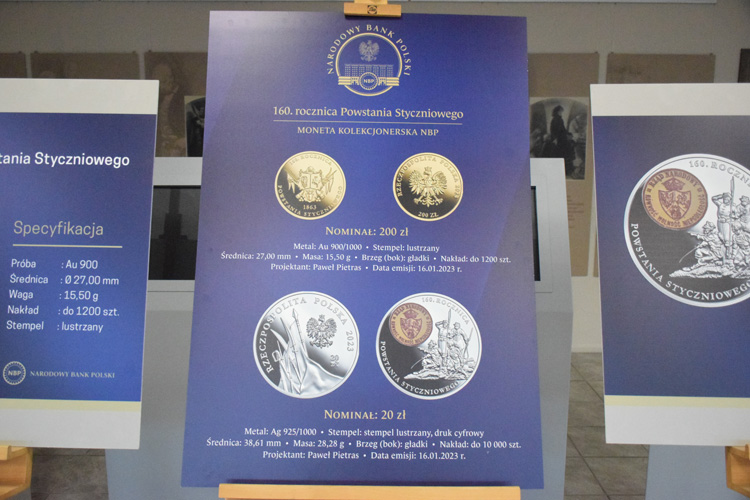 NARODOWY BANK POLSKI
NBP
160. rocznica Powstania Styczniowego
MONETA KOLEKCJONERSKA NBP
160. ROCZNICA
1863
POWSTANIA STYCZNIOWEGO
RZECZPOSPOLITA POLSKA
200 ZŁ
NOMINAŁ: 200 zł
Metal: Au 900/1000 • Stempel: lustrzany
Średnica: 27,00 mm • Masa: 15,50 g • Brzeg (bok): gładki • Nakład: do 1200 szt.
Projektant: Paweł Pietras • Data emisji: 16.01.2023 r.
RZECZPOSPOLITA POLSKA 2023
160. ROCZNICA
POWSTANIA STYCZNIOWEGO
NOMINAŁ: 20 zł
Metal: Ag 925/1000 • Stempel: stempel lustrzany, druk cyfrowy
Średnica: 38,61 mm • Masa: 28,28 g • Brzeg (bok): gładki • Nakład: do 10 000 szt.
Projektant: Paweł Pietras • Data emisji: 16.01.2023 r.
tania Styczniowego
Specyfikacja
Próba : Au 900
Średnica : Ø 27,00 mm
Waga : 15,50 g
Nakład : do 1200 szt.
Stempel : lustrzany
NBP NARODOWY BANK POLSKI
160. ROCZNICA
RZĄD NARODOWY
POWSTANIA STYCZNIOWEGO